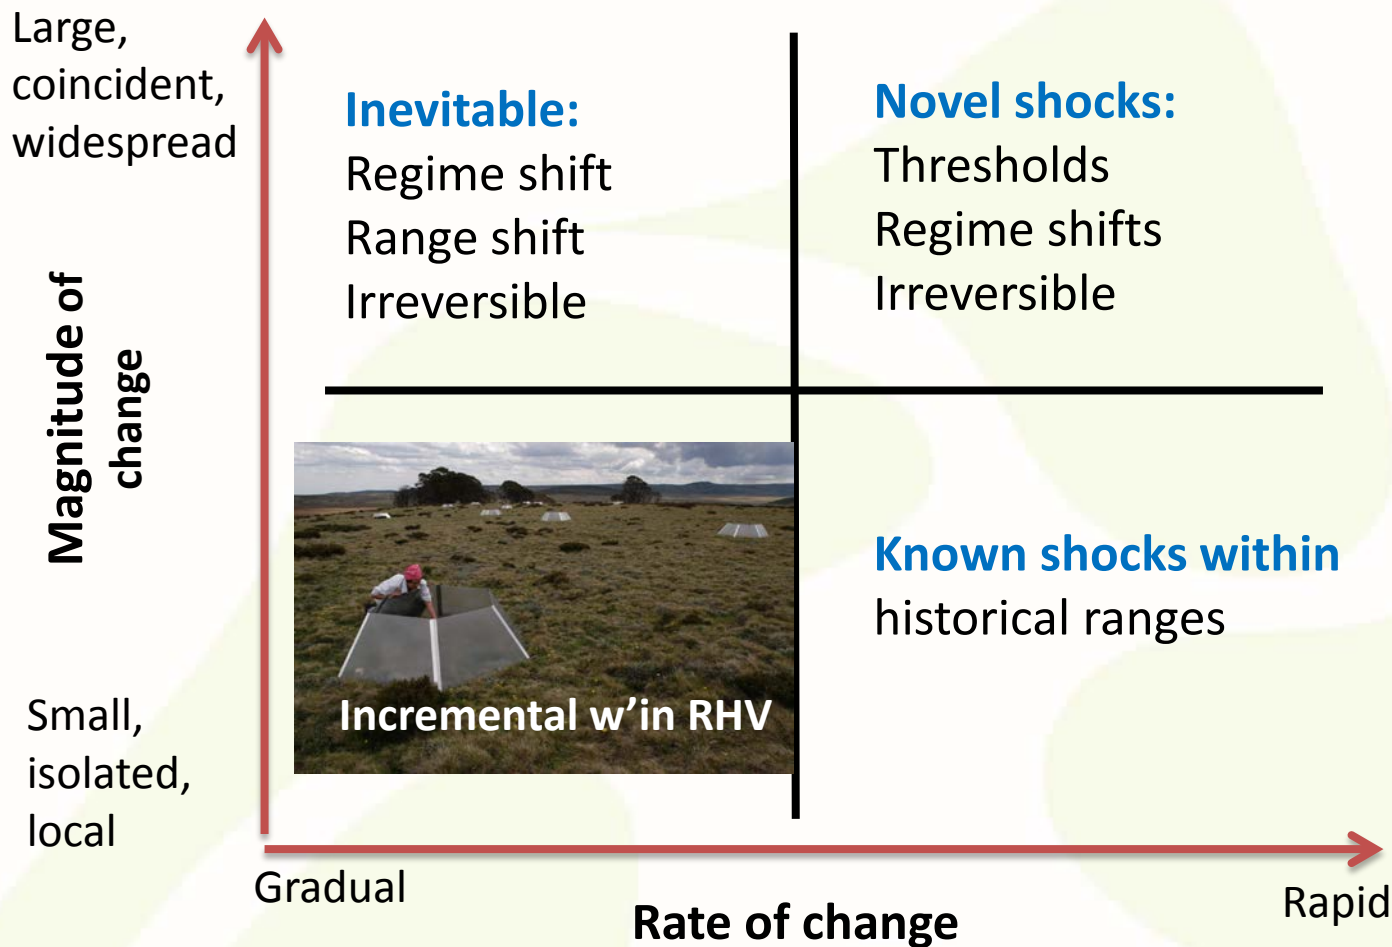 Large,
coincident,
widespread
Magnitude of
change
Small,
isolated,
local
Inevitable:
Regime shift
Range shift
Irreversible
Novel shocks:
Thresholds
Regime shifts
Irreversible
Incremental w’in RHV
Known shocks within
historical ranges
Gradual
Rate of change
Rapid